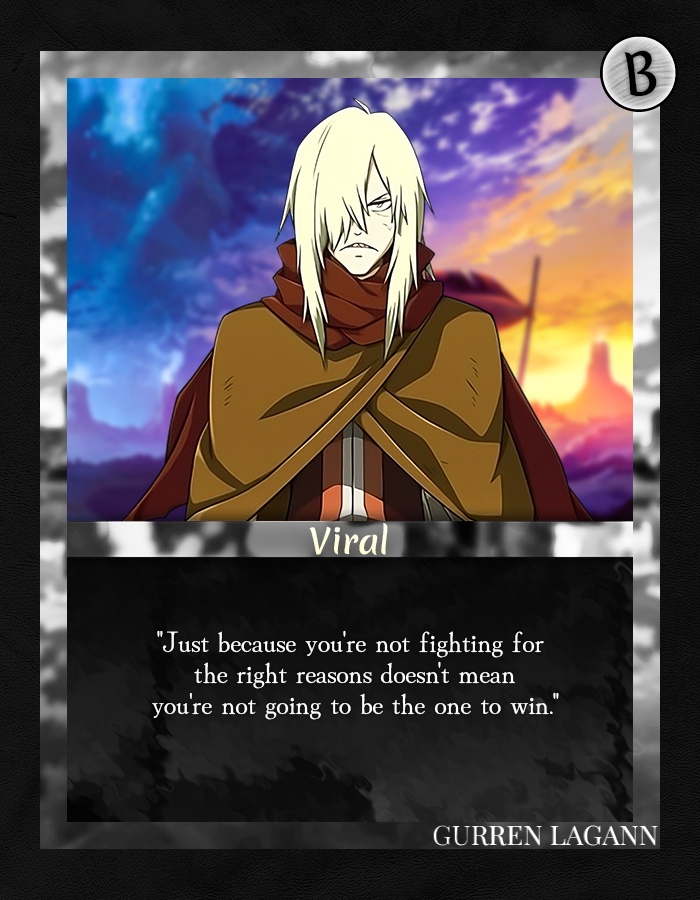 B
Viral
"Just because you're not fighting for
the right reasons doesn't mean
you're not going to be the one to win."
GURREN LAGANN